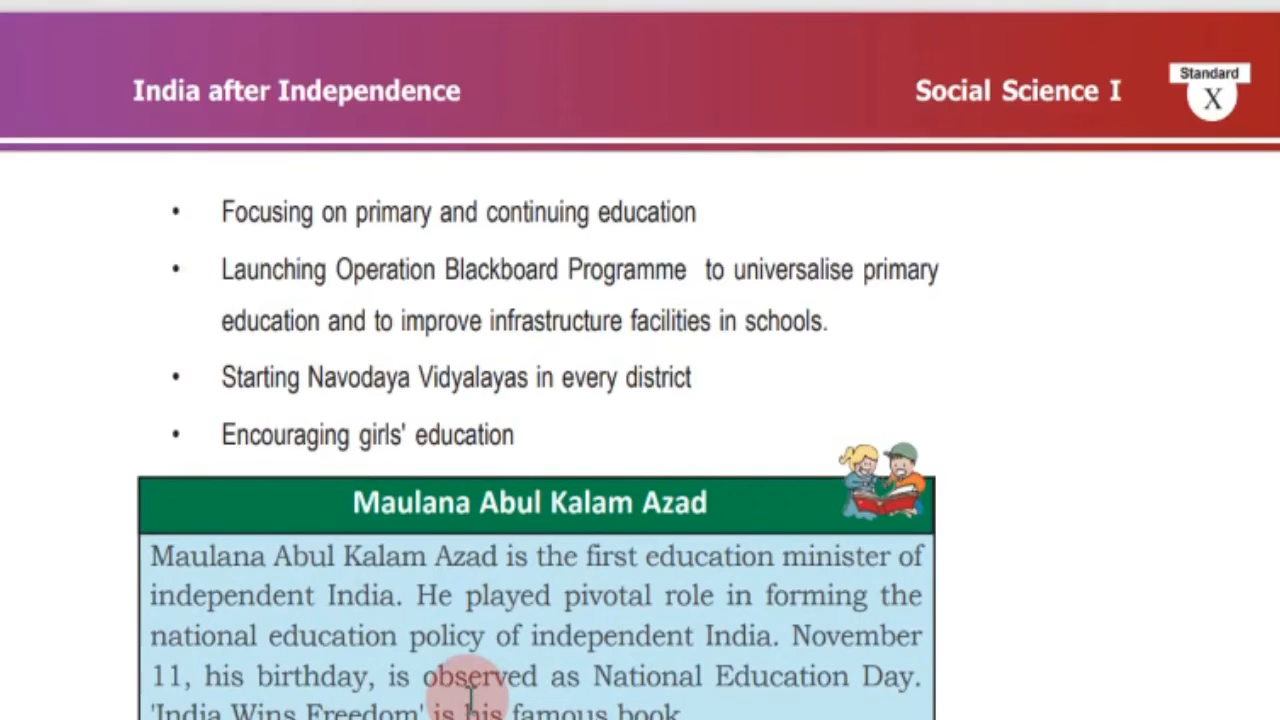 India after Independence
Social Science I
Standard
X
• Focusing on primary and continuing education
• Launching Operation Blackboard Programme to universalise primary
education and to improve infrastructure facilities in schools.
• Starting Navodaya Vidyalayas in every district
• Encouraging girls' education
Maulana Abul Kalam Azad
Maulana Abul Kalam Azad is the first education minister of
independent India. He played pivotal role in forming the
national education policy of independent India. November
11, his birthday, is observed as National Education Day.
'India Wins Freedom' is his famous book